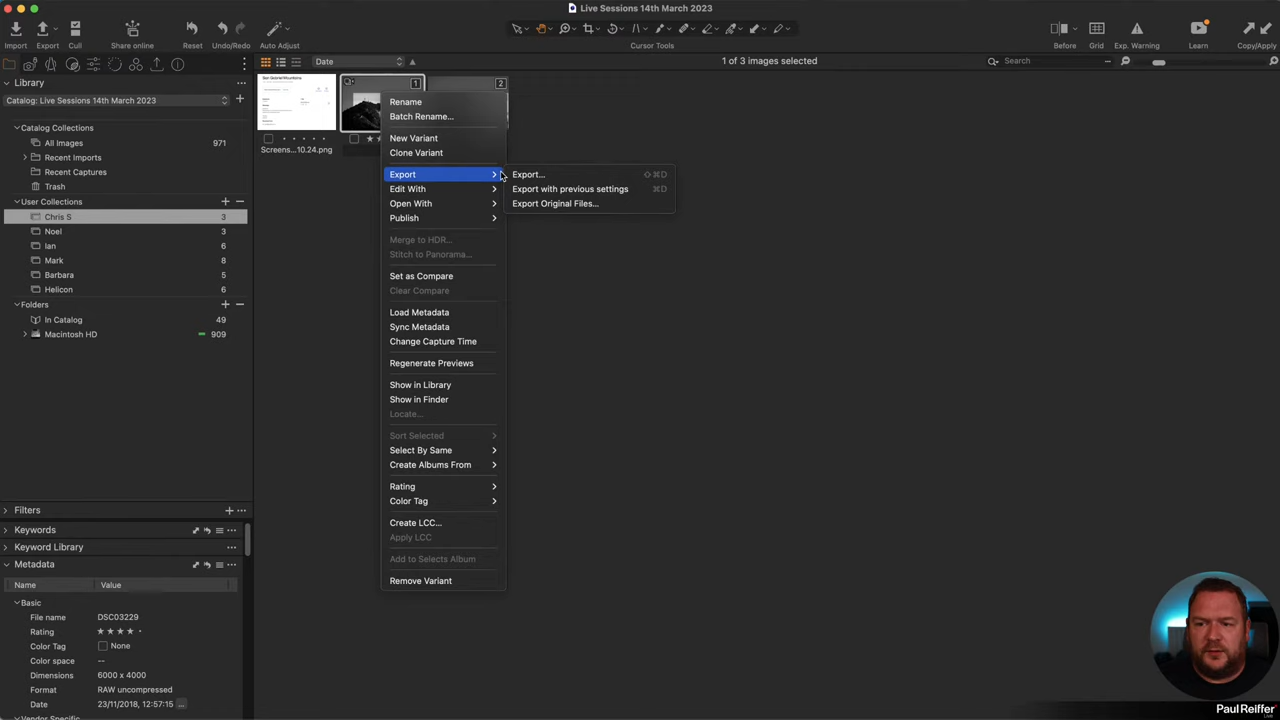 Live Sessions 14th March 2023
Import
Export
Cull
Share online
Reset
Undo/Redo
Auto Adjust
Cursor Tools
Before
Grid
Exp. Warning
Learn
Copy/Apply
Library
Date
1 of 3 images selected
Search
Catalog: Live Sessions 14th March 2023
Catalog Collections
All Images 971
Recent Imports
Recent Captures
Trash
User Collections
Chris S 3
Noel 3
Ian 6
Mark 6
Barbara 5
Helicon 6
Folders
In Catalog 49
Macintosh HD 909
Filters
Keywords
Keyword Library
Metadata
Name Value
Basic
File name DSC03229
Rating
Color Tag None
Color space --
Dimensions 6000 x 4000
Format RAW uncompressed
Date 23/11/2018, 12:57:15 ...
Vendor Specific
San Gabriel Mountains
Screens...10.24.png
1
2
Rename
Batch Rename...
New Variant
Clone Variant
Export
Edit With
Open With
Publish
Merge to HDR...
Stitch to Panorama...
Set as Compare
Clear Compare
Load Metadata
Sync Metadata
Change Capture Time
Regenerate Previews
Show in Library
Show in Finder
Locate...
Sort Selected
Select By Same
Create Albums From
Rating
Color Tag
Create LCC...
Apply LCC
Add to Selects Album
Remove Variant
Export... ⇧⌘D
Export with previous settings ⌘D
Export Original Files...
Paul Reiffer
Live